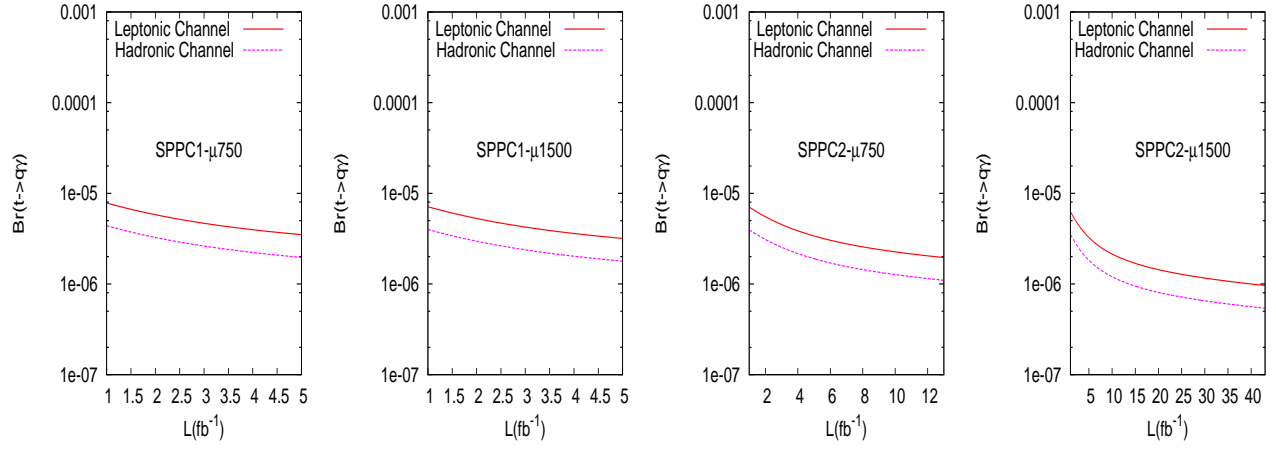 0.001
0.0001
1e-05
1e-06
1e-07
Br(t->qγ)
Leptonic Channel
Hadronic Channel
SPPC1-μ750
1 1.5 2 2.5 3 3.5 4 4.5 5
L(fb-1)
0.001
0.0001
1e-05
1e-06
1e-07
Br(t->qγ)
Leptonic Channel
Hadronic Channel
SPPC1-μ1500
1 1.5 2 2.5 3 3.5 4 4.5 5
L(fb-1)
0.001
0.0001
1e-05
1e-06
1e-07
Br(t->qγ)
Leptonic Channel
Hadronic Channel
SPPC2-μ750
2 4 6 8 10 12
L(fb-1)
0.001
0.0001
1e-05
1e-06
1e-07
Br(t->qγ)
Leptonic Channel
Hadronic Channel
SPPC2-μ1500
5 10 15 20 25 30 35 40
L(fb-1)